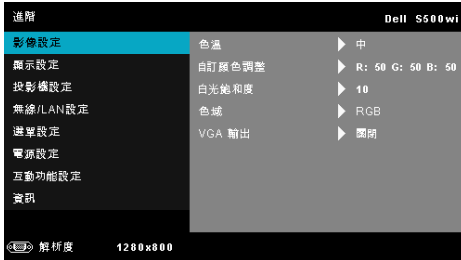 進階 Dell S500wi
影像設定 色溫 中
顯示設定 自訂顏色調整 R: 50 G: 50 B: 50
投影機設定 白光飽和度 10
無線/LAN設定 色域 RGB
選單設定 VGA 輸出 關閉
電源設定
互動功能設定
資訊
解析度 1280x800